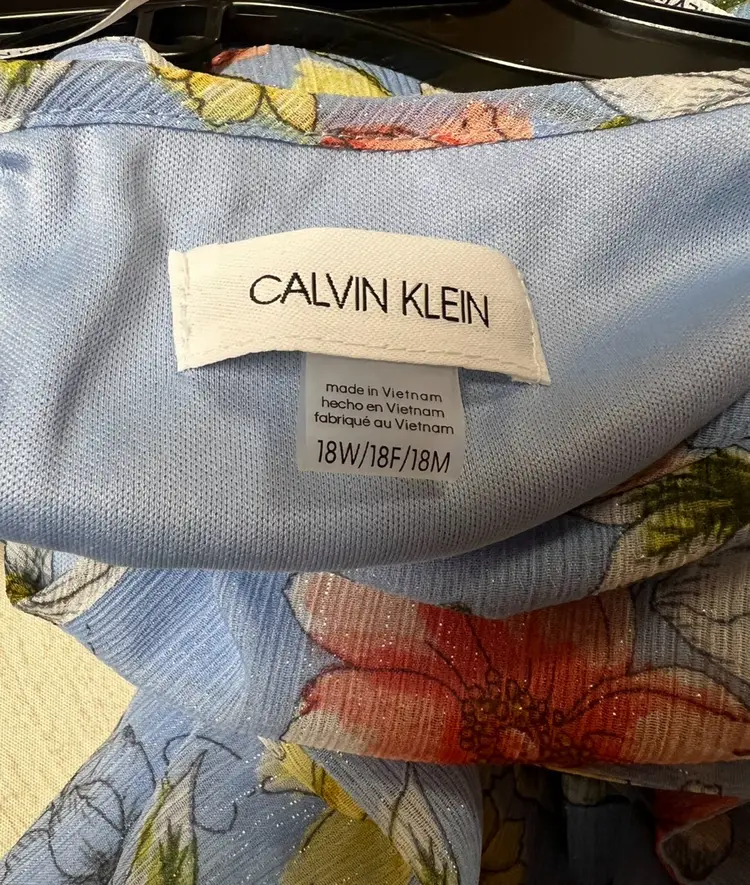 CALVIN KLEIN
made in Vietnam
hecho en Vietnam
fabriqué au Vietnam
18W/18F/18M